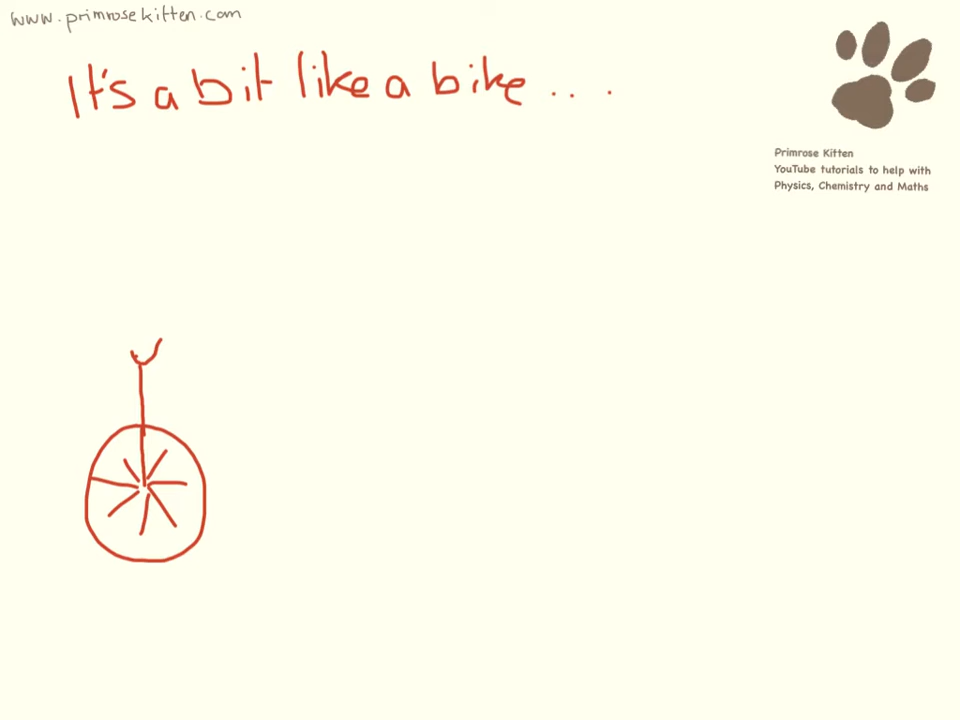 www.primrosekitten.com
It's a bit like a bike ...
Primrose Kitten
YouTube tutorials to help with
Physics, Chemistry and Maths